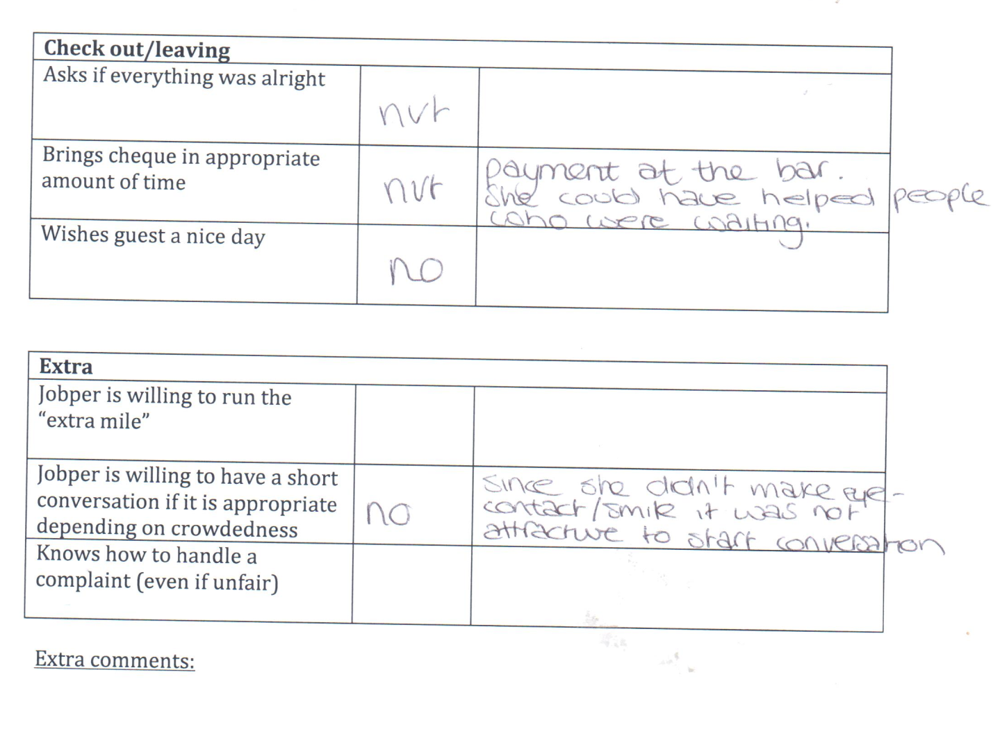 Check out/leaving
Asks if everything was alright
nvt
Brings cheque in appropriate
amount of time
nvt
payment at the bar.
She could have helped people
who were waiting.
Wishes guest a nice day
no
Extra
Jobper is willing to run the
“extra mile”
Jobper is willing to have a short
conversation if it is appropriate
depending on crowdedness
no
since she didn't make eye-
contact/smile it was not
attractive to start conversation
Knows how to handle a
complaint (even if unfair)
Extra comments: